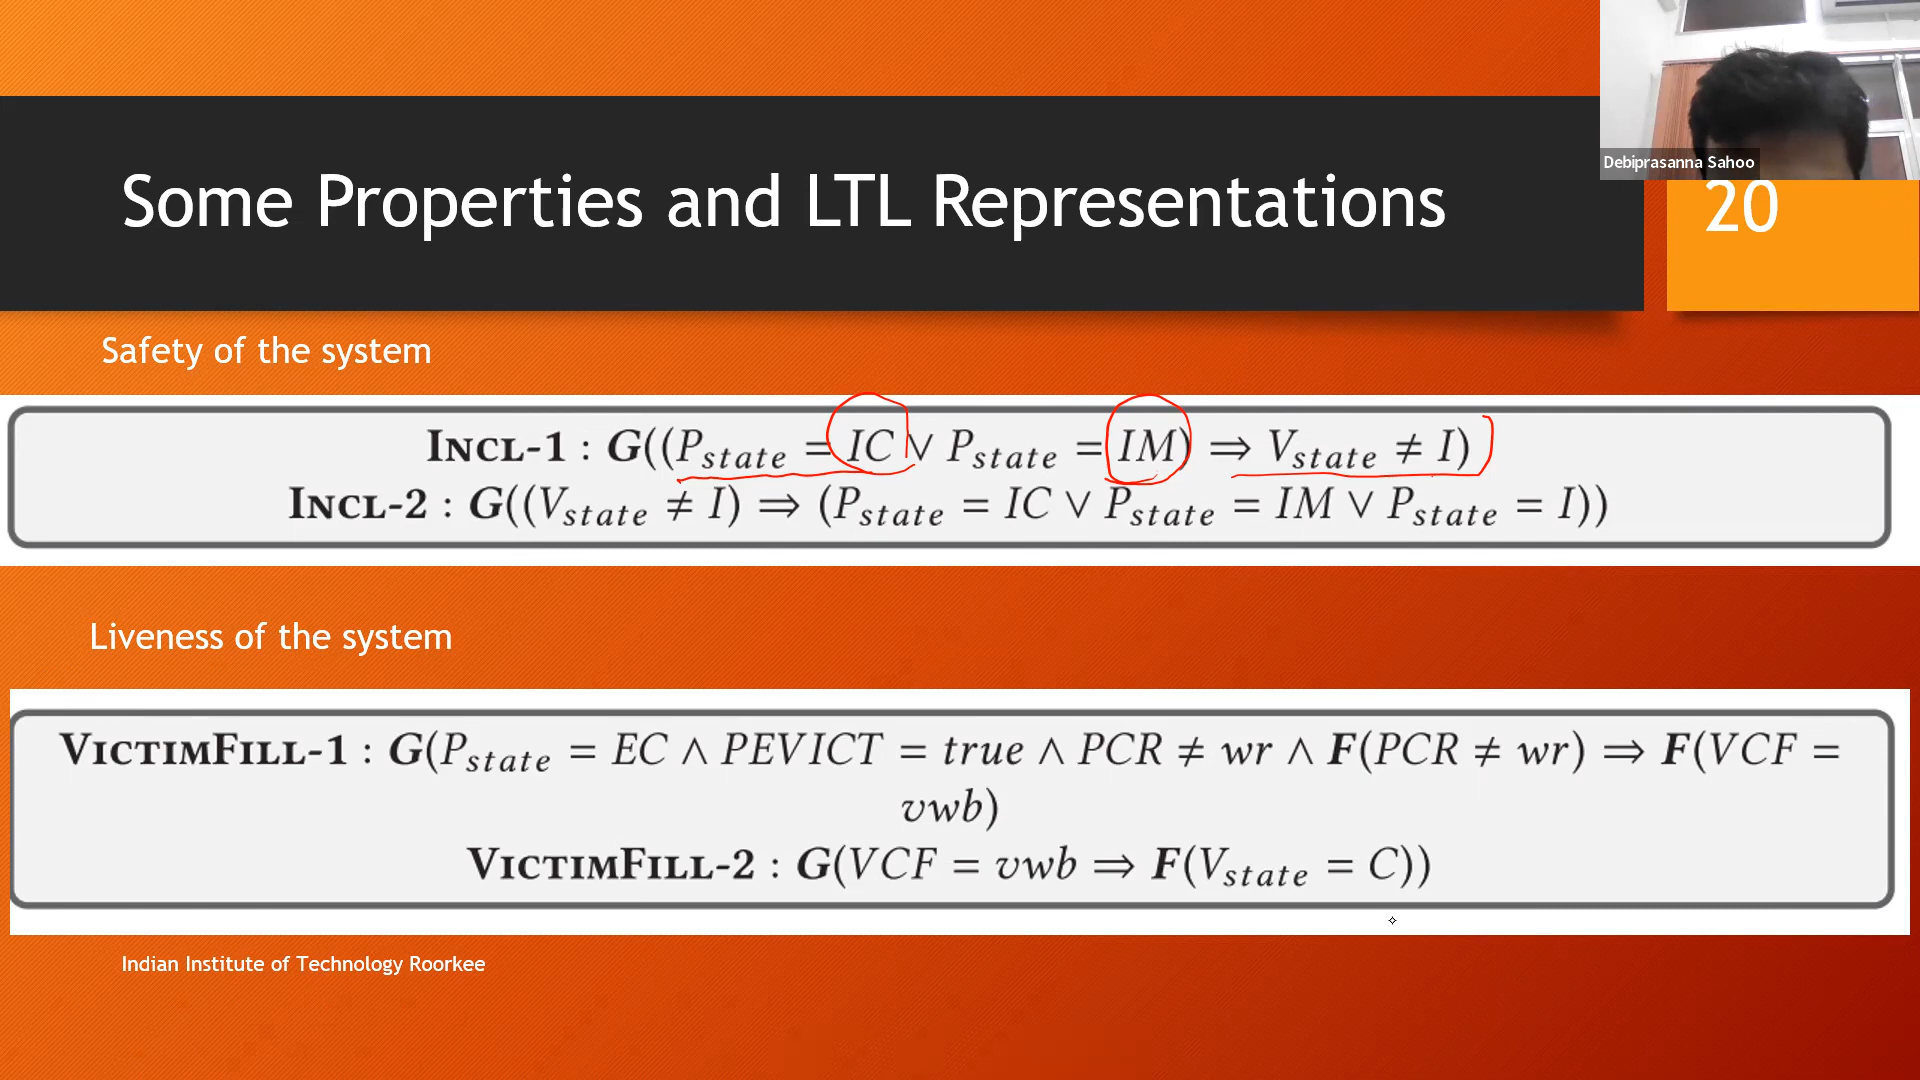 Debiprasanna Sahoo
Some Properties and LTL Representations
20
Safety of the system
INCL-1 : G((P_state = IC ∨ P_state = IM) ⇒ V_state ≠ I)
INCL-2 : G((V_state ≠ I) ⇒ (P_state = IC ∨ P_state = IM ∨ P_state = I))
Liveness of the system
VICTIMFILL-1 : G(P_state = EC ∧ PEVICT = true ∧ PCR ≠ wr ∧ F(PCR ≠ wr) ⇒ F(VCF =
vwb)
VICTIMFILL-2 : G(VCF = vwb ⇒ F(V_state = C))
Indian Institute of Technology Roorkee